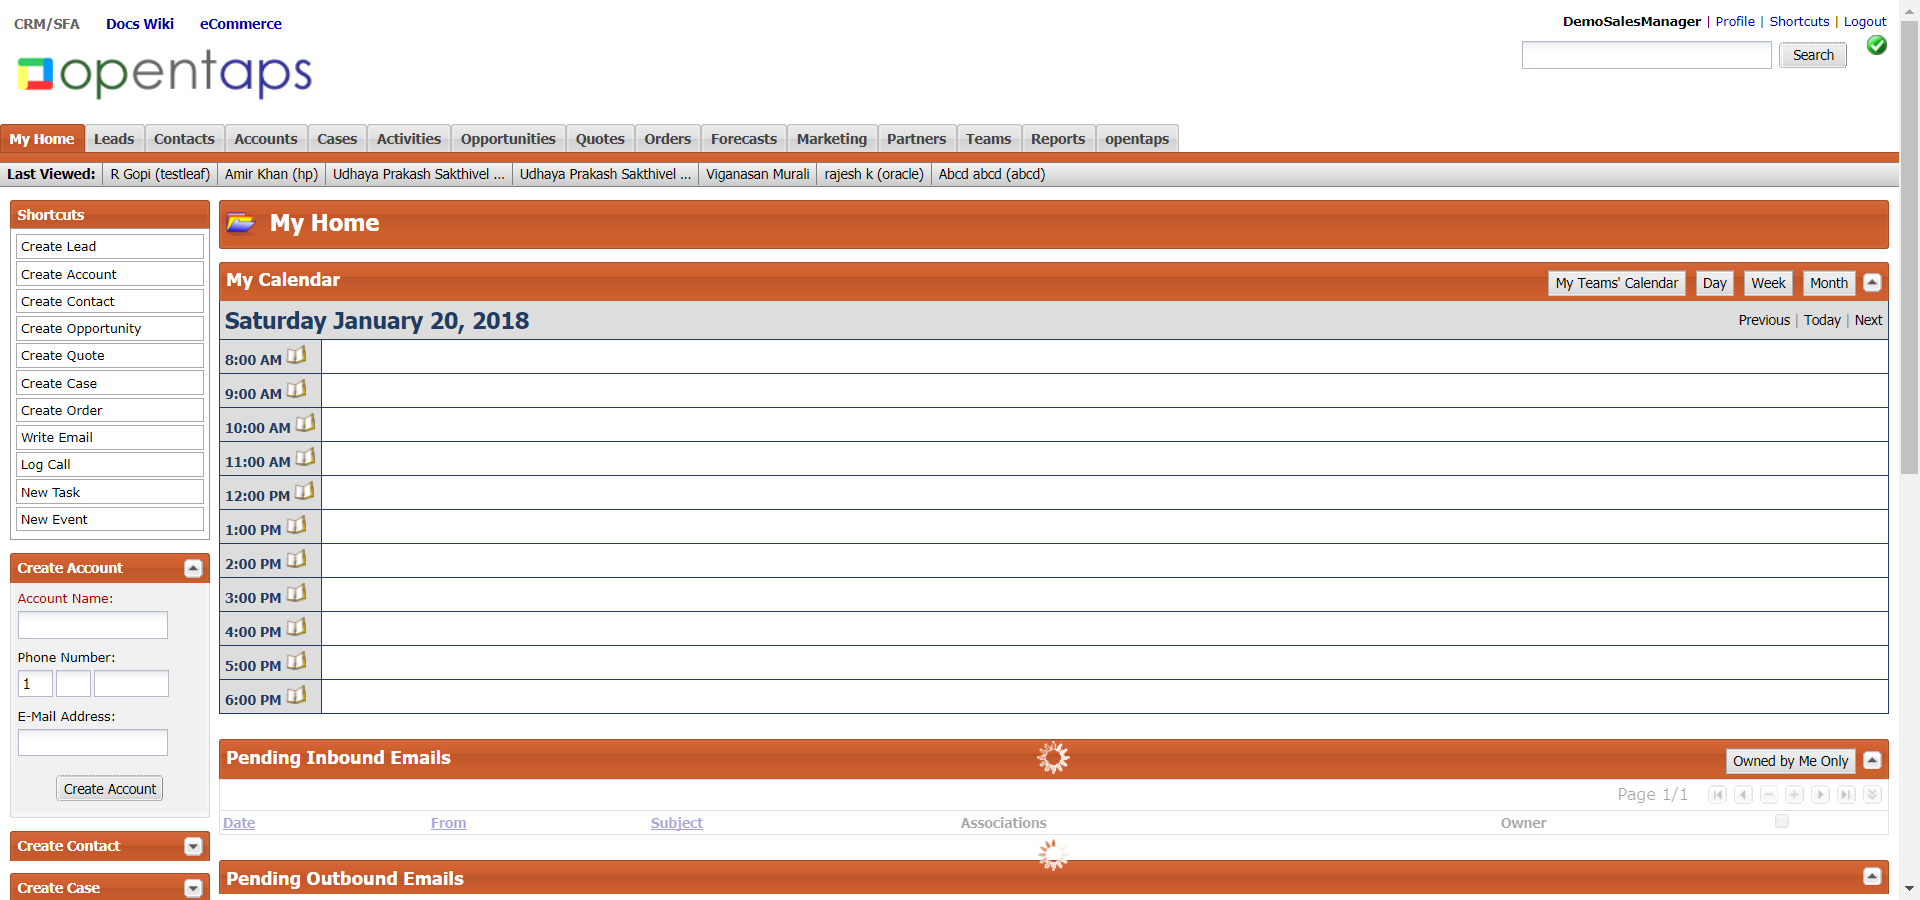 CRM/SFA Docs Wiki eCommerce
DemoSalesManager | Profile | Shortcuts | Logout
opentaps
Search
My Home Leads Contacts Accounts Cases Activities Opportunities Quotes Orders Forecasts Marketing Partners Teams Reports opentaps
Last Viewed: R Gopi (testleaf) Amir Khan (hp) Udhaya Prakash Sakthivel ... Udhaya Prakash Sakthivel ... Viganasan Murali rajesh k (oracle) Abcd abcd (abcd)
Shortcuts
Create Lead
Create Account
Create Contact
Create Opportunity
Create Quote
Create Case
Create Order
Write Email
Log Call
New Task
New Event
Create Account
Account Name:
Phone Number:
1
E-Mail Address:
Create Account
Create Contact
Create Case
My Home
My Calendar
My Teams' Calendar Day Week Month
Saturday January 20, 2018
Previous | Today | Next
8:00 AM
9:00 AM
10:00 AM
11:00 AM
12:00 PM
1:00 PM
2:00 PM
3:00 PM
4:00 PM
5:00 PM
6:00 PM
Pending Inbound Emails
Owned by Me Only
Page 1/1
Date From Subject Associations Owner
Pending Outbound Emails